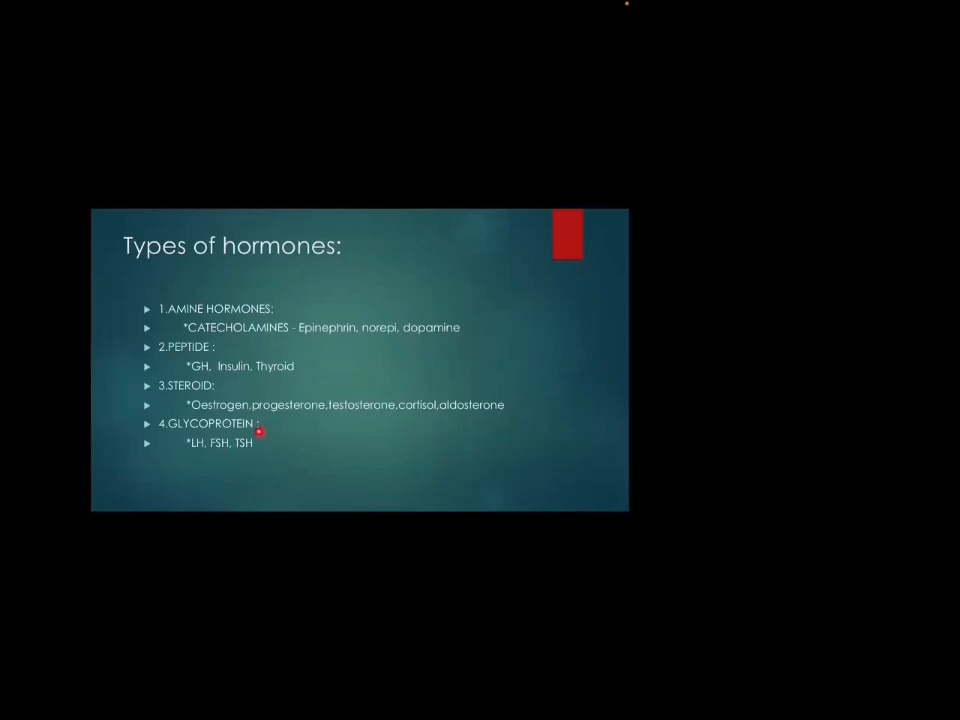 Types of hormones:
1.AMINE HORMONES:
*CATECHOLAMINES - Epinephrin, norepi, dopamine
2.PEPTIDE :
*GH, Insulin, Thyroid
3.STEROID:
*Oestrogen,progesterone,testosterone,cortisol,aldosterone
4.GLYCOPROTEIN :
*LH, FSH, TSH